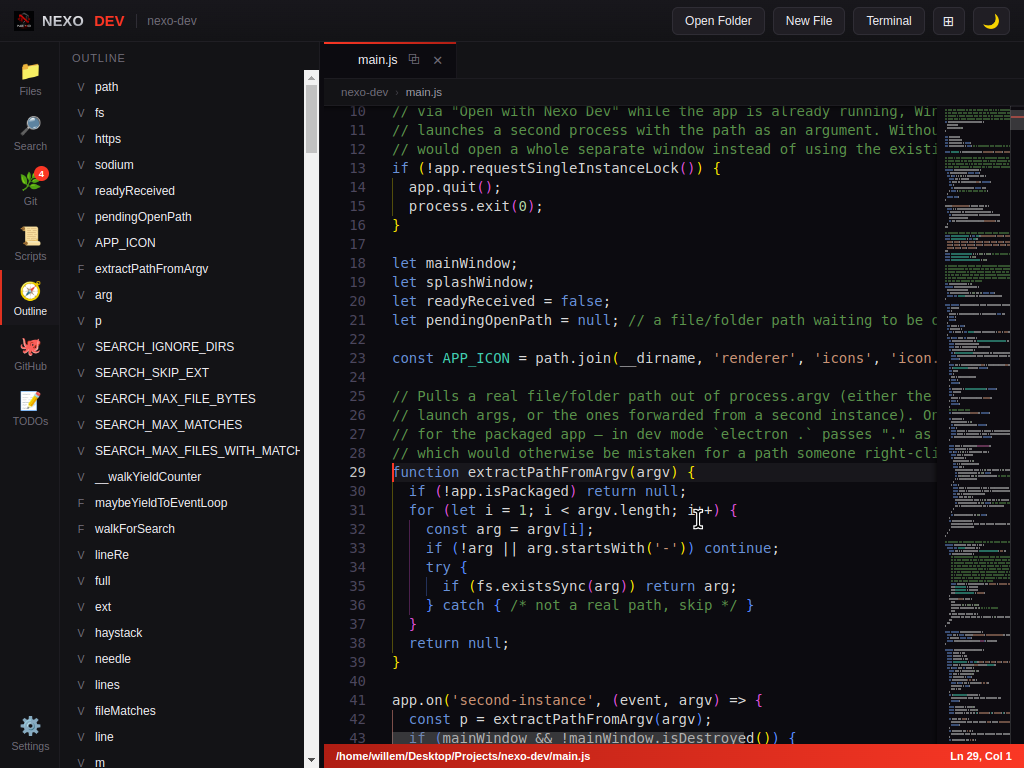 NEXO DEV nexo-dev Open Folder New File Terminal
Files
Search
4
Git
Scripts
Outline
GitHub
TODOs
Settings
OUTLINE
V path
V fs
V https
V sodium
V readyReceived
V pendingOpenPath
V APP_ICON
F extractPathFromArgv
V arg
V p
V SEARCH_IGNORE_DIRS
V SEARCH_SKIP_EXT
V SEARCH_MAX_FILE_BYTES
V SEARCH_MAX_MATCHES
V SEARCH_MAX_FILES_WITH_MATCH
V __walkYieldCounter
F maybeYieldToEventLoop
F walkForSearch
V lineRe
V full
V ext
V haystack
V needle
V lines
V fileMatches
V line
V m
main.js
nexo-dev › main.js
10 // via "Open with Nexo Dev" while the app is already running, Win
11 // launches a second process with the path as an argument. Withou
12 // would open a whole separate window instead of using the existi
13 if (!app.requestSingleInstanceLock()) {
14 app.quit();
15 process.exit(0);
16 }
17
18 let mainWindow;
19 let splashWindow;
20 let readyReceived = false;
21 let pendingOpenPath = null; // a file/folder path waiting to be o
22
23 const APP_ICON = path.join(__dirname, 'renderer', 'icons', 'icon.
24
25 // Pulls a real file/folder path out of process.argv (either the
26 // launch args, or the ones forwarded from a second instance). On
27 // for the packaged app — in dev mode `electron .` passes "." as
28 // which would otherwise be mistaken for a path someone right-cli
29 function extractPathFromArgv(argv) {
30 if (!app.isPackaged) return null;
31 for (let i = 1; i < argv.length; i++) {
32 const arg = argv[i];
33 if (!arg || arg.startsWith('-')) continue;
34 try {
35 if (fs.existsSync(arg)) return arg;
36 } catch { /* not a real path, skip */ }
37 }
38 return null;
39 }
40
41 app.on('second-instance', (event, argv) => {
42 const p = extractPathFromArgv(argv);
43 if (mainWindow && !mainWindow.isDestroyed()) {
/home/willem/Desktop/Projects/nexo-dev/main.js Ln 29, Col 1